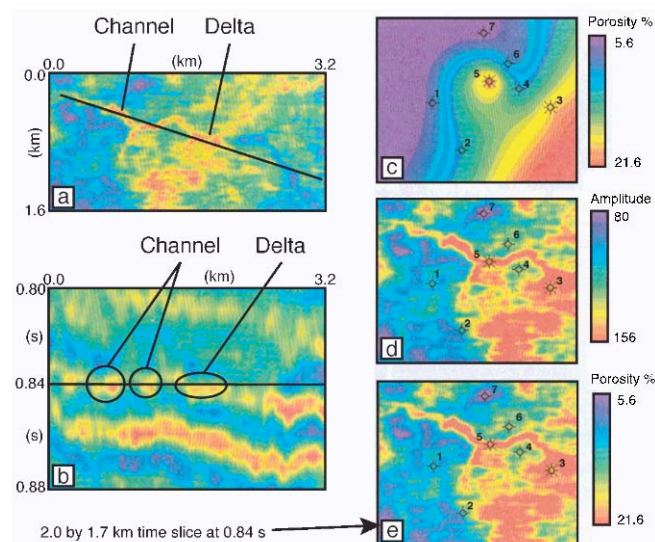 Channel Delta
0.0 (km) 3.2
0.0
(km)
1.6
a
Channel Delta
0.0 (km) 3.2
0.80
(s)
0.84
(s)
0.88
b
2.0 by 1.7 km time slice at 0.84 s
Porosity %
5.6
21.6
7
6
5
4
3
1
2
c
Amplitude
80
156
7
6
5
4
3
1
2
d
Porosity %
5.6
21.6
7
6
5
4
3
1
2
e